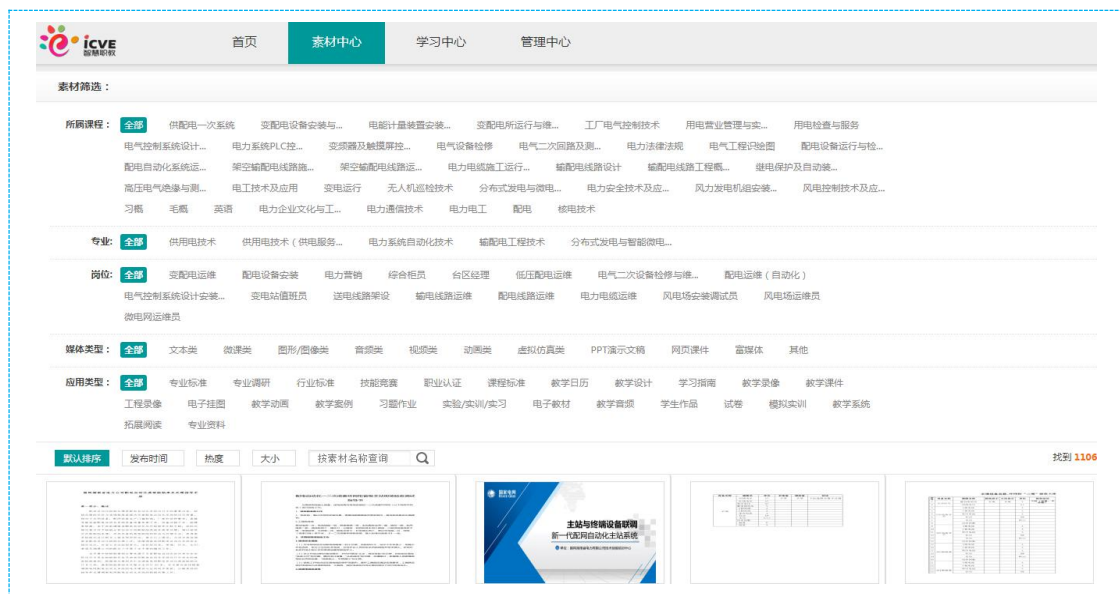 icve
智慧职教
首页 素材中心 学习中心 管理中心
素材筛选：
所属课程： 全部 供配电一次系统 变配电设备安装与... 电能计量装置安装... 变配电所运行与维... 工厂电气控制技术 用电营业管理与实... 用电检查与服务
电气控制系统设计... 电力系统PLC控... 变频器及触摸屏控... 电气设备检修 电气二次回路及测... 电力法律法规 电气工程识绘图 配电设备运行与检...
配电自动化系统运... 架空输配电线路施... 架空输配电线路运... 电力电缆施工运行... 输配电线路设计 输配电线路工程概... 继电保护及自动装...
高压电气绝缘与测... 电工技术及应用 变电运行 无人机巡检技术 分布式发电与微电... 电力安全技术及应... 风力发电机组安装... 风电控制技术及应...
习概 毛概 英语 电力企业文化与工... 电力通信技术 电力电工 配电 核电技术
专业: 全部 供用电技术 供用电技术（供电服务... 电力系统自动化技术 输配电工程技术 分布式发电与智能微电...
岗位: 全部 变配电运维 配电设备安装 电力营销 综合柜员 台区经理 低压配电运维 电气二次设备检修与维... 配电运维（自动化）
电气控制系统设计安装... 变电站值班员 送电线路架设 输电线路运维 配电线路运维 电力电缆运维 风电场安装调试员 风电场运维员
微电网运维员
媒体类型： 全部 文本类 微课类 图形/图像类 音频类 视频类 动画类 虚拟仿真类 PPT演示文稿 网页课件 富媒体 其他
应用类型： 全部 专业标准 专业调研 行业标准 技能竞赛 职业认证 课程标准 教学日历 教学设计 学习指南 教学录像 教学课件
工程录像 电子挂图 教学动画 教学案例 习题作业 实验/实训/实习 电子教材 教学音频 学生作品 试卷 模拟实训 教学系统
拓展阅读 专业资料
默认排序 发布时间 热度 大小 按素材名称查询 找到 1106
国家电网
主站与终端设备联调
新一代配网自动化主站系统